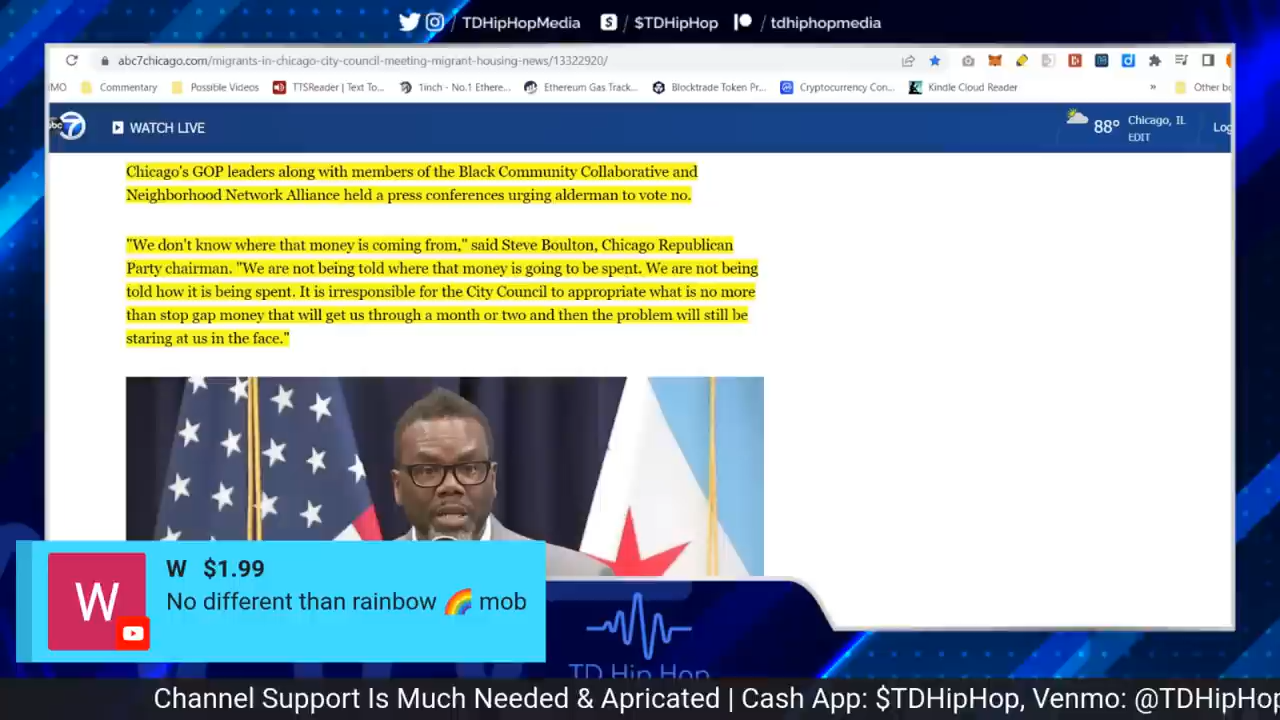 / TDHipHopMedia $ / $TDHipHop / tdhiphopmedia
abc7chicago.com/migrants-in-chicago-city-council-meeting-migrant-housing-news/13322920/
Commentary Possible Videos TTSReader | Text To... 1inch - No.1 Ethere... Ethereum Gas Track... Blocktrade Token Pr... Cryptocurrency Con... Kindle Cloud Reader » Other bo
abc 7 WATCH LIVE 88° Chicago, IL
EDIT
Log
Chicago's GOP leaders along with members of the Black Community Collaborative and
Neighborhood Network Alliance held a press conferences urging alderman to vote no.
"We don't know where that money is coming from," said Steve Boulton, Chicago Republican
Party chairman. "We are not being told where that money is going to be spent. We are not being
told how it is being spent. It is irresponsible for the City Council to appropriate what is no more
than stop gap money that will get us through a month or two and then the problem will still be
staring at us in the face."
W
W $1.99
No different than rainbow 🌈 mob
TD Hip Hop
Channel Support Is Much Needed & Apricated | Cash App: $TDHipHop, Venmo: @TDHipHop